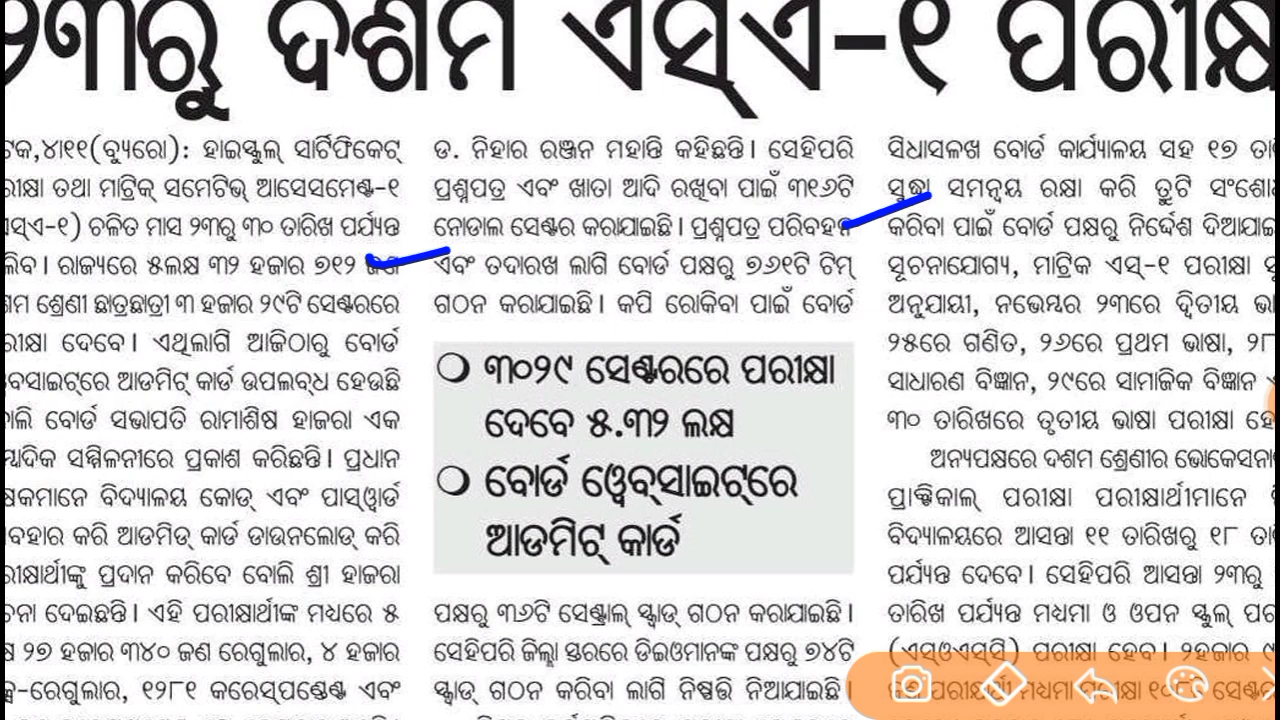 ୨୩ରୁ ଦଶମ ଏସ୍ଏ-୧ ପରୀକ୍ଷା
ଟକ,୪ା୧୧(ବ୍ୟୁରୋ): ହାଇସ୍କୁଲ୍ ସାର୍ଟିଫିକେଟ୍
ରୀକ୍ଷା ତଥା ମାଟ୍ରିକ୍ ସମେଟିଭ୍ ଆସେସମେଣ୍ଟ-୧
ସ୍ଏ-୧) ଚଳିତ ମାସ ୨୩ରୁ ୩୦ ତାରିଖ ପର୍ଯ୍ୟନ୍ତ
ଲିବ। ରାଜ୍ୟରେ ୫ଲକ୍ଷ ୩୨ ହଜାର ୭୧୨ ଜଣ
ଶମ ଶ୍ରେଣୀ ଛାତ୍ରଛାତ୍ରୀ ୩ ହଜାର ୨୯ଟି ସେଣ୍ଟରରେ
ରୀକ୍ଷା ଦେବେ। ଏଥିଲାଗି ଆଜିଠାରୁ ବୋର୍ଡ
ବେସାଇଟ୍‌ରେ ଆଡମିଟ୍ କାର୍ଡ ଉପଲବ୍ଧ ହେଉଛି
ୋଲି ବୋର୍ଡ ସଭାପତି ରାମାଶିଷ ହାଜରା ଏକ
ମ୍ବାଦିକ ସମ୍ମିଳନୀରେ ପ୍ରକାଶ କରିଛନ୍ତି। ପ୍ରଧାନ
ଷକମାନେ ବିଦ୍ୟାଳୟ କୋଡ୍ ଏବଂ ପାସ୍ୱାର୍ଡ
ବହାର କରି ଆଡମିଡ୍ କାର୍ଡ ଡାଉନଲୋଡ୍ କରି
ରୀକ୍ଷାର୍ଥୀଙ୍କୁ ପ୍ରଦାନ କରିବେ ବୋଲି ଶ୍ରୀ ହାଜରା
ଚନା ଦେଇଛନ୍ତି। ଏହି ପରୀକ୍ଷାର୍ଥୀଙ୍କ ମଧ୍ୟରେ ୫
ଷ ୨୭ ହଜାର ୩୪୦ ଜଣ ରେଗୁଲାର, ୪ ହଜାର
-ରେଗୁଲାର, ୧୨୮୧ କରେସ୍‌ପଣ୍ଡେଣ୍ଟ ଏବଂ
ଡ. ନିହାର ରଞ୍ଜନ ମହାନ୍ତି କହିଛନ୍ତି। ସେହିପରି
ପ୍ରଶ୍ନପତ୍ର ଏବଂ ଖାତା ଆଦି ରଖିବା ପାଇଁ ୩୧୬ଟି
ନୋଡାଲ ସେଣ୍ଟର କରାଯାଇଛି। ପ୍ରଶ୍ନପତ୍ର ପରିବହନ
ଏବଂ ତଦାରଖ ଲାଗି ବୋର୍ଡ ପକ୍ଷରୁ ୭୬୧ଟି ଟିମ୍
ଗଠନ କରାଯାଇଛି। କପି ରୋକିବା ପାଇଁ ବୋର୍ଡ
❍ ୩୦୨୯ ସେଣ୍ଟରରେ ପରୀକ୍ଷା
ଦେବେ ୫.୩୨ ଲକ୍ଷ
❍ ବୋର୍ଡ ୱେବ୍‌ସାଇଟ୍‌ରେ
ଆଡମିଟ୍ କାର୍ଡ
ପକ୍ଷରୁ ୩୬ଟି ସେଣ୍ଟ୍ରାଲ୍ ସ୍କ୍ୱାଡ୍ ଗଠନ କରାଯାଇଛି।
ସେହିପରି ଜିଲ୍ଲା ସ୍ତରରେ ଡିଇଓମାନଙ୍କ ପକ୍ଷରୁ ୭୪ଟି
ସ୍କ୍ୱାଡ୍ ଗଠନ କରିବା ଲାଗି ନିଷ୍ପତ୍ତି ନିଆଯାଇଛି।
ସିଧାସଳଖ ବୋର୍ଡ କାର୍ଯ୍ୟାଳୟ ସହ ୧୭ ତା
ସୁଦ୍ଧା ସମନ୍ୱୟ ରକ୍ଷା କରି ତ୍ରୁଟି ସଂଶୋ
କରିବା ପାଇଁ ବୋର୍ଡ ପକ୍ଷରୁ ନିର୍ଦ୍ଦେଶ ଦିଆଯାଇ
ସୂଚନାଯୋଗ୍ୟ, ମାଟ୍ରିକ ଏସ୍-୧ ପରୀକ୍ଷା ସୂ
ଅନୁଯାୟୀ, ନଭେମ୍ବର ୨୩ରେ ଦ୍ୱିତୀୟ ଭା
୨୫ରେ ଗଣିତ, ୨୬ରେ ପ୍ରଥମ ଭାଷା, ୨୮
ସାଧାରଣ ବିଜ୍ଞାନ, ୨୯ରେ ସାମାଜିକ ବିଜ୍ଞାନ ଏ
୩୦ ତାରିଖରେ ତୃତୀୟ ଭାଷା ପରୀକ୍ଷା ହେ
ଅନ୍ୟପକ୍ଷରେ ଦଶମ ଶ୍ରେଣୀର ଭୋକେସନା
ପ୍ରାକ୍ଟିକାଲ୍ ପରୀକ୍ଷା ପରୀକ୍ଷାର୍ଥୀମାନେ
ବିଦ୍ୟାଳୟରେ ଆସନ୍ତା ୧୧ ତାରିଖରୁ ୧୮ ତା
ପର୍ଯ୍ୟନ୍ତ ଦେବେ। ସେହିପରି ଆସନ୍ତା ୨୩ରୁ
ତାରିଖ ପର୍ଯ୍ୟନ୍ତ ମଧ୍ୟମା ଓ ଓପନ ସ୍କୁଲ୍ ପ
(ଏସ୍ଓଏସ୍‌ସି) ପରୀକ୍ଷା ହେବ। ୨ହଜାର
ଜଣ ପରୀକ୍ଷାର୍ଥୀ ମଧ୍ୟମା ପରୀକ୍ଷା